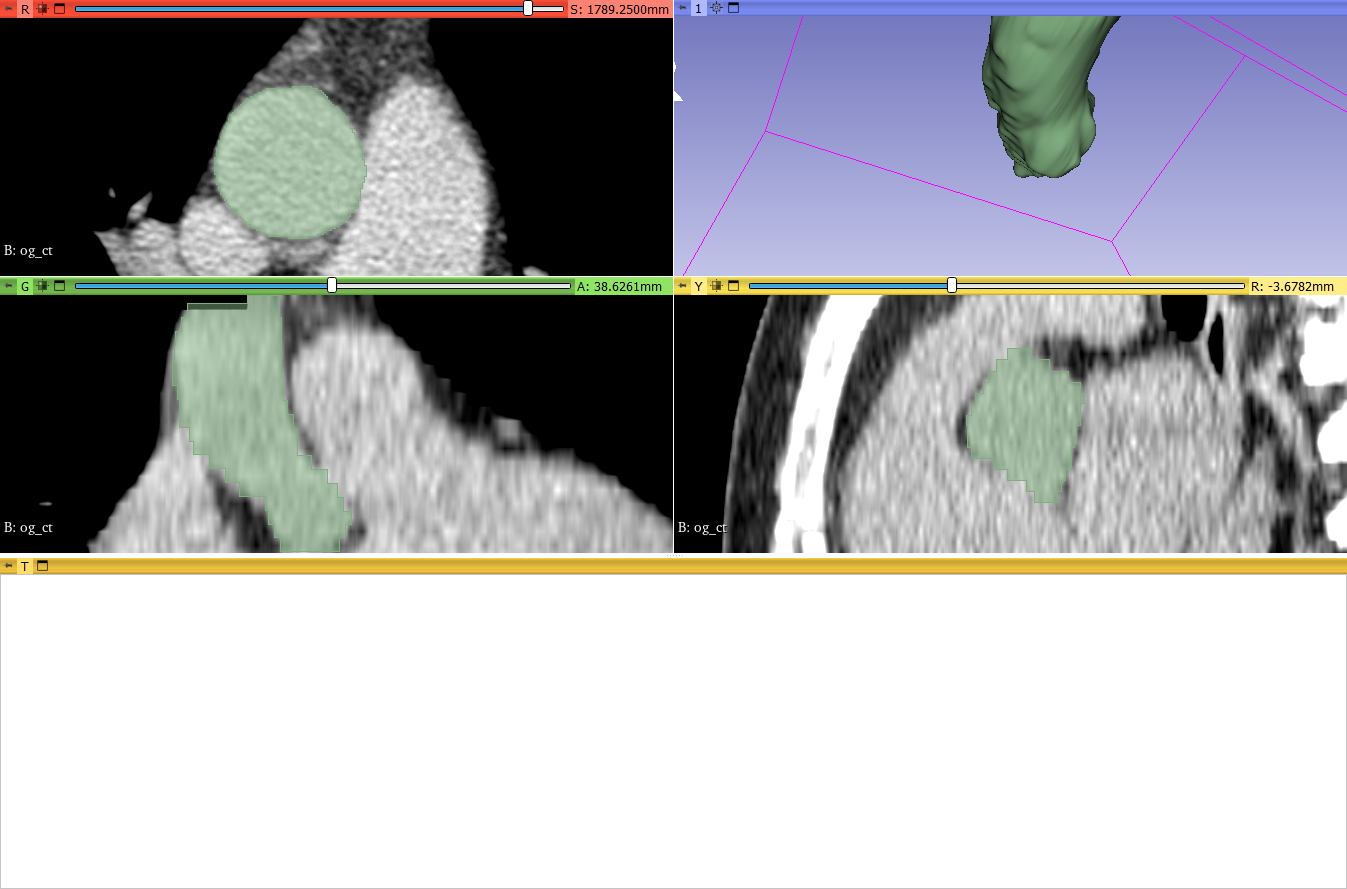 R S: 1789.2500mm
1
B: og_ct
G A: 38.6261mm
Y R: -3.6782mm
B: og_ct
B: og_ct
T